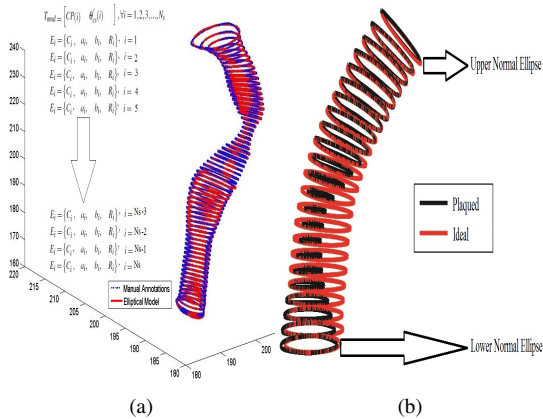 T_mod = [CP(i) θ'_cs(i) ], ∀i = 1,2,3,...,N_s
E_i = {C_i, a_i, b_i, R_i}, i = 1
E_i = {C_i, a_i, b_i, R_i}, i = 2
E_i = {C_i, a_i, b_i, R_i}, i = 3
E_i = {C_i, a_i, b_i, R_i}, i = 4
E_i = {C_i, a_i, b_i, R_i}, i = 5
E_i = {C_i, a_i, b_i, R_i}, i = Ns-3
E_i = {C_i, a_i, b_i, R_i}, i = Ns-2
E_i = {C_i, a_i, b_i, R_i}, i = Ns-1
E_i = {C_i, a_i, b_i, R_i}, i = Ns
240
230
220
210
200
190
180
170
160
220
215
210
205
200
195
190
185
180
180
190
200
Manual Annotations
Elliptical Model
Upper Normal Ellipse
Plaqued
Ideal
Lower Normal Ellipse
(a)
(b)